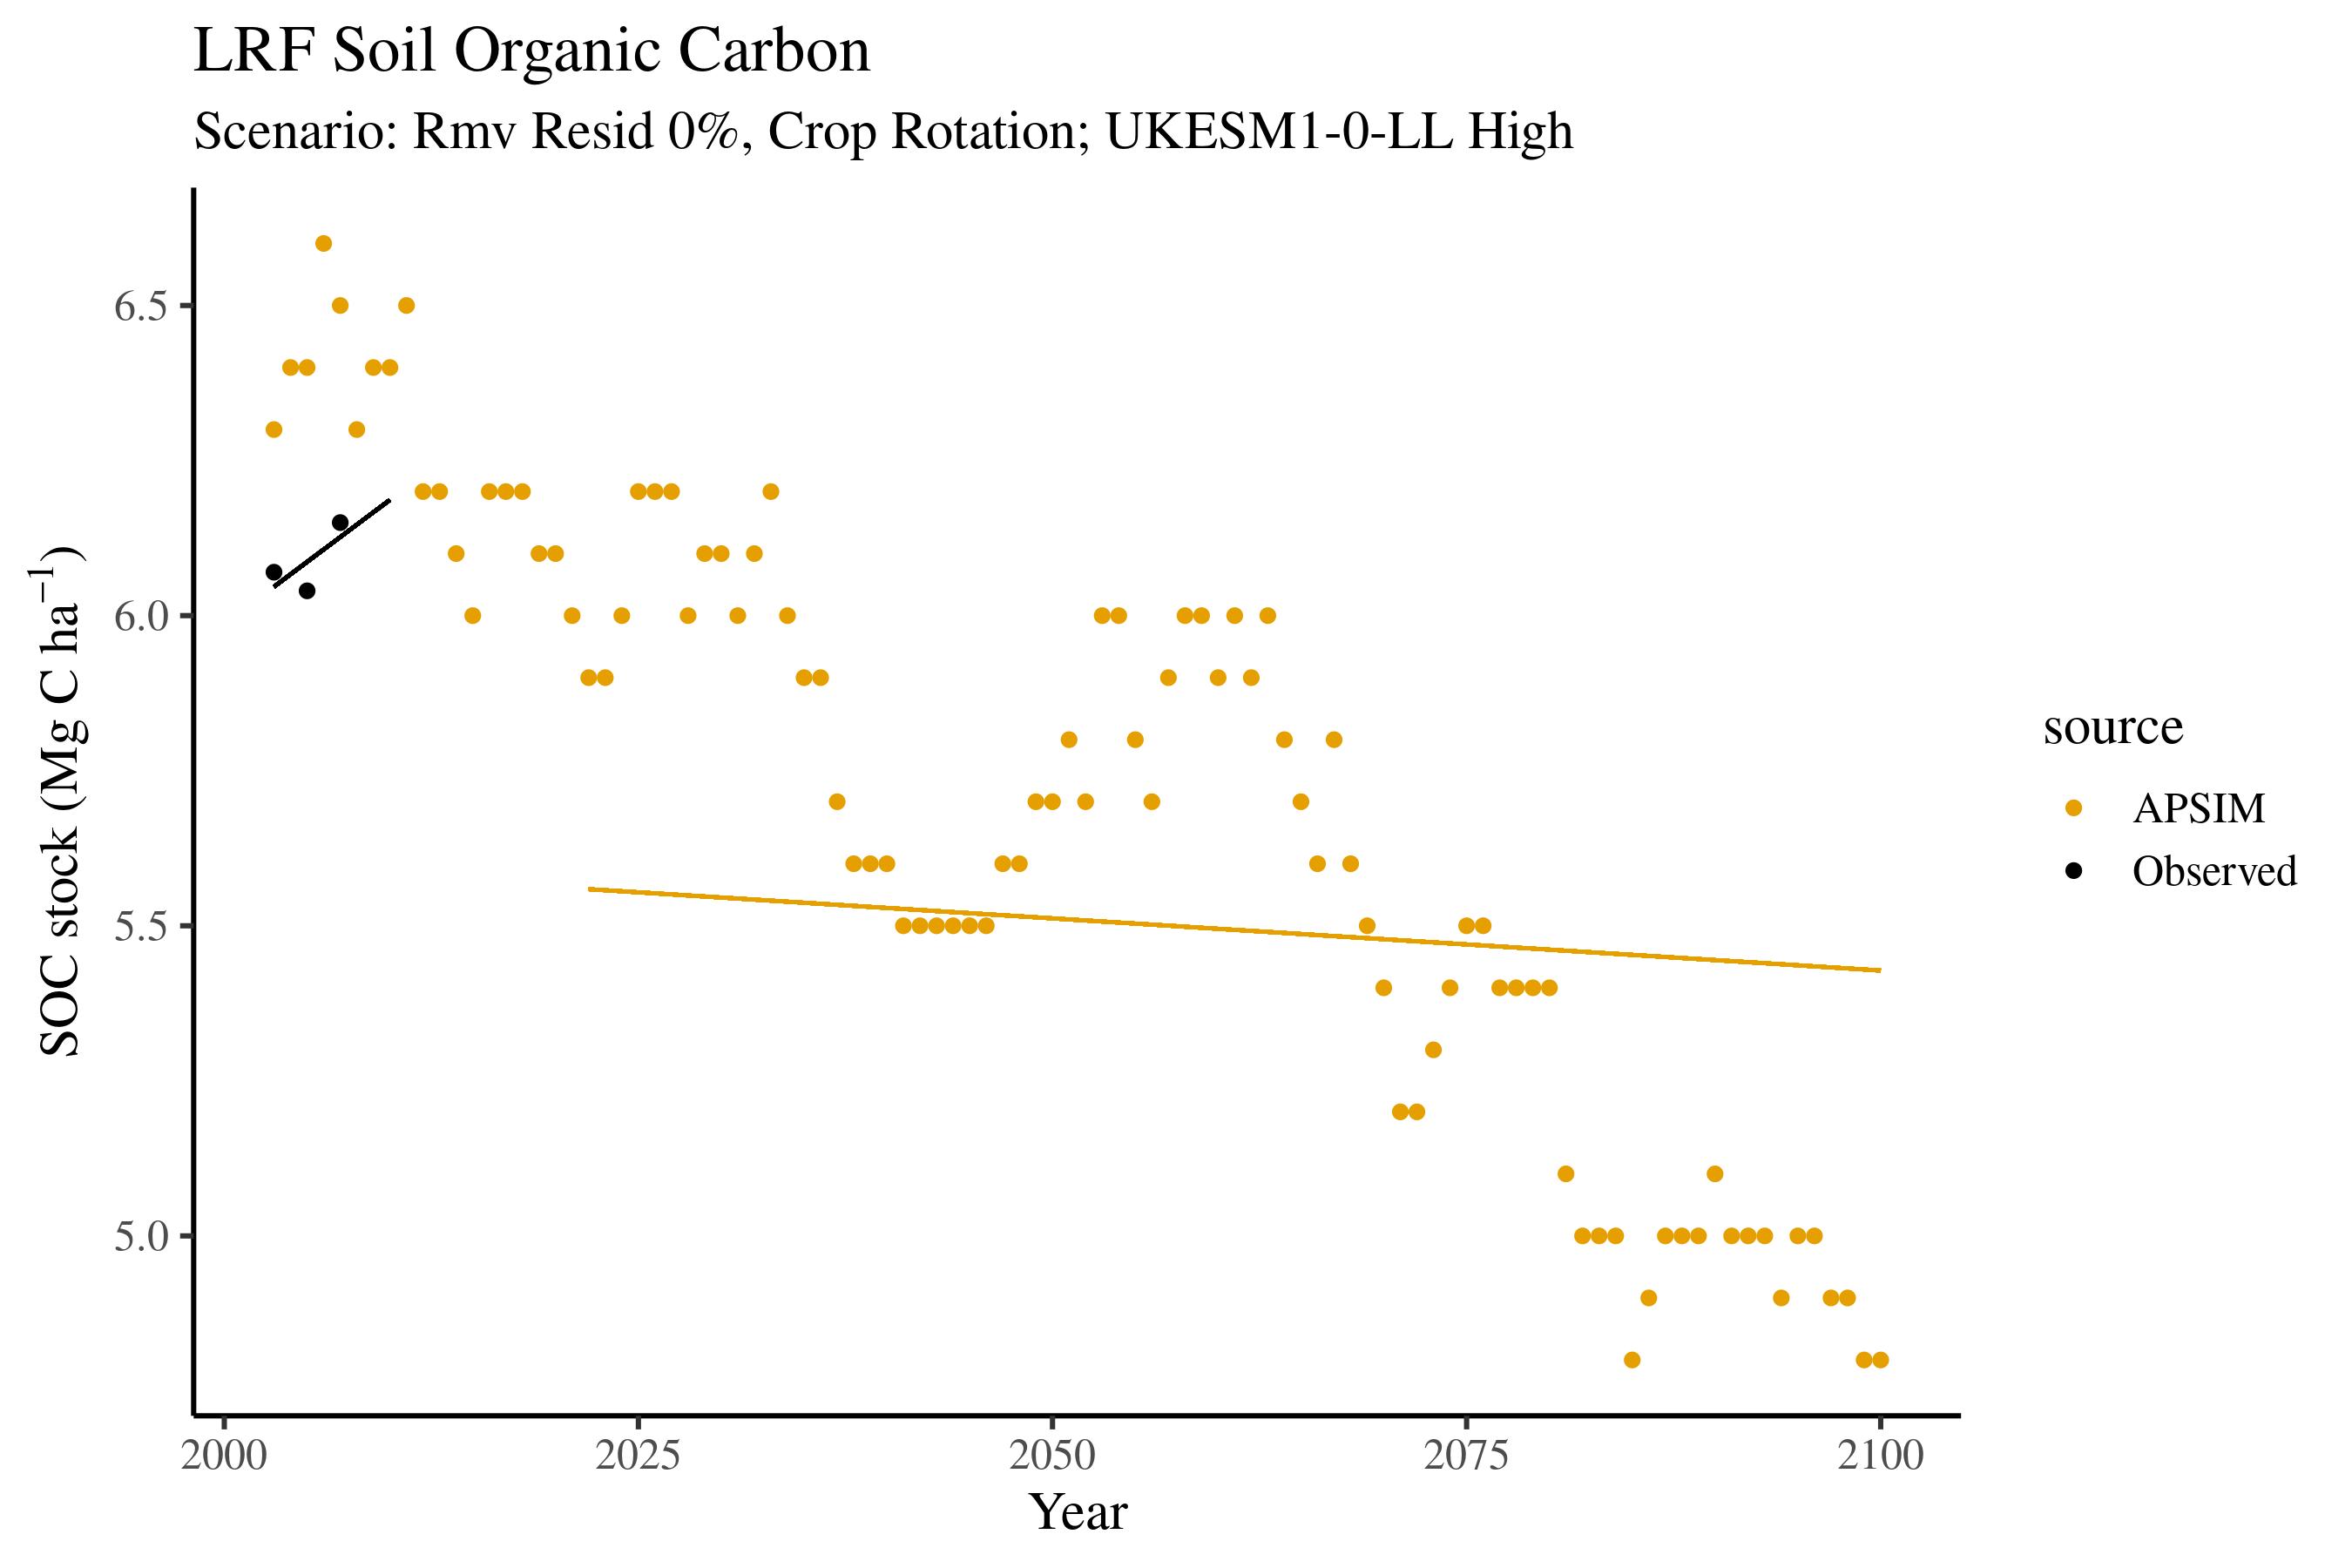 LRF Soil Organic Carbon
Scenario: Rmv Resid 0%, Crop Rotation; UKESM1-0-LL High
SOC stock (Mg C ha⁻¹)
6.5
6.0
5.5
5.0
2000 2025 2050 2075 2100
Year
source
APSIM
Observed